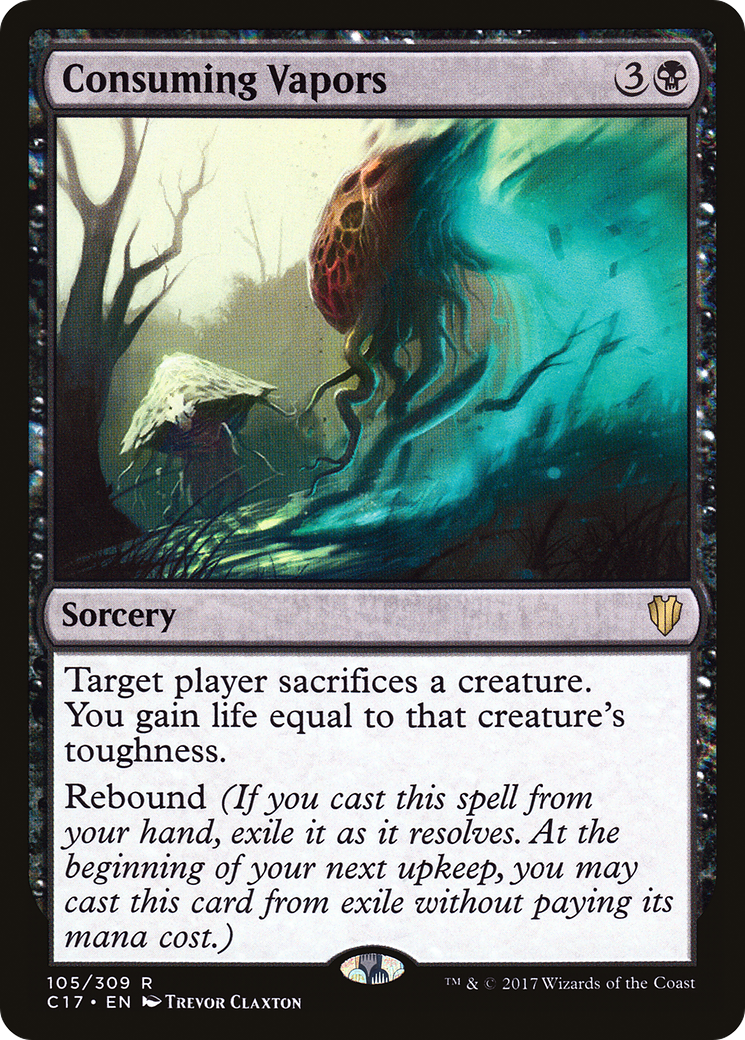 Consuming Vapors 3
Sorcery
Target player sacrifices a creature.
You gain life equal to that creature's
toughness.
Rebound (If you cast this spell from
your hand, exile it as it resolves. At the
beginning of your next upkeep, you may
cast this card from exile without paying its
mana cost.)
105/309 R
C17 • EN Trevor Claxton
™ & © 2017 Wizards of the Coast